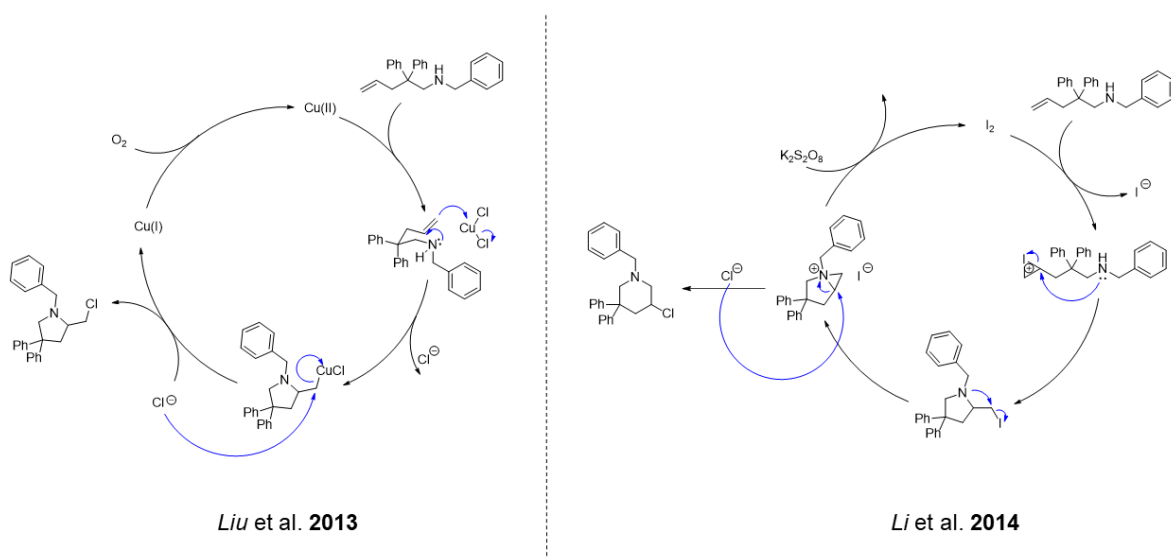 Ph Ph
H
N
Cu(II)
O₂
Cl
Cu
Cl
Ph
Ph
N:
H
Cu(I)
Cl
N
Ph
Ph
Cl⊖
Cl⊖
CuCl
N
Ph
Ph
Liu et al. 2013
Ph Ph
H
N
I₂
K₂S₂O₈
I⊖
N
Ph
Ph
Cl
Cl⊖
⊕
N
I⊖
Ph
Ph
I
⊕
Ph Ph
H
N
··
N
I
Ph
Ph
Li et al. 2014